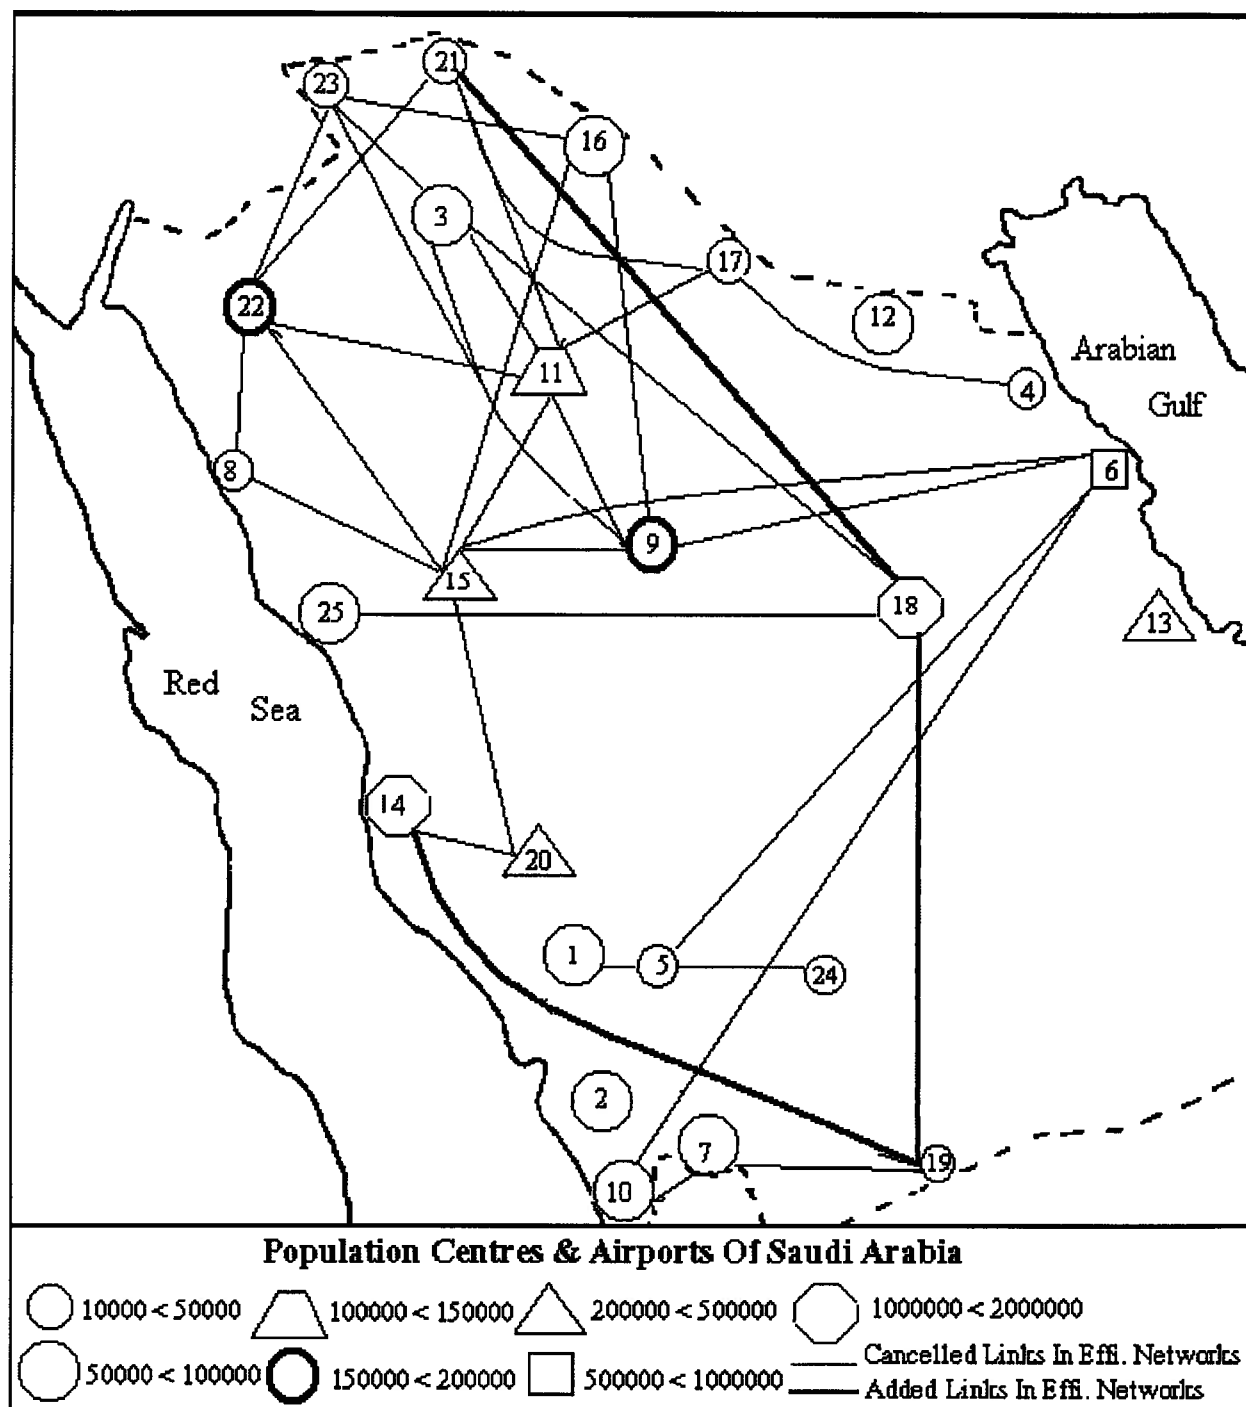 21
23
16
3
17
22
12
Arabian
11
4
Gulf
8
6
9
15
25
18
13
Red
Sea
14
20
1
5
24
2
7
19
10
Population Centres & Airports Of Saudi Arabia
10000 < 50000
100000 < 150000
200000 < 500000
1000000 < 2000000
50000 < 100000
150000 < 200000
500000 < 1000000
Cancelled Links In Effi. Networks
Added Links In Effi. Networks